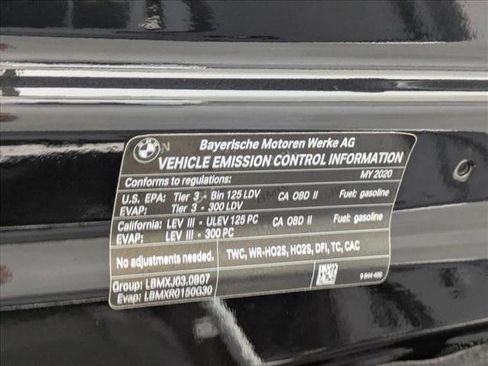 Bayerische Motoren Werke AG
VEHICLE EMISSION CONTROL INFORMATION
Conforms to regulations: MY 2020
U.S. EPA: Tier 3 - Bin 125 LDV CA OBD II Fuel: gasoline
EVAP: Tier 3 - 300 LDV
California: LEV III - ULEV 125 PC CA OBD II Fuel: gasoline
EVAP: LEV III - 300 PC
No adjustments needed. TWC, WR-HO2S, HO2S, DFI, TC, CAC
Group: LBMXJ03.0B07
Evap: LBMXR0150G30